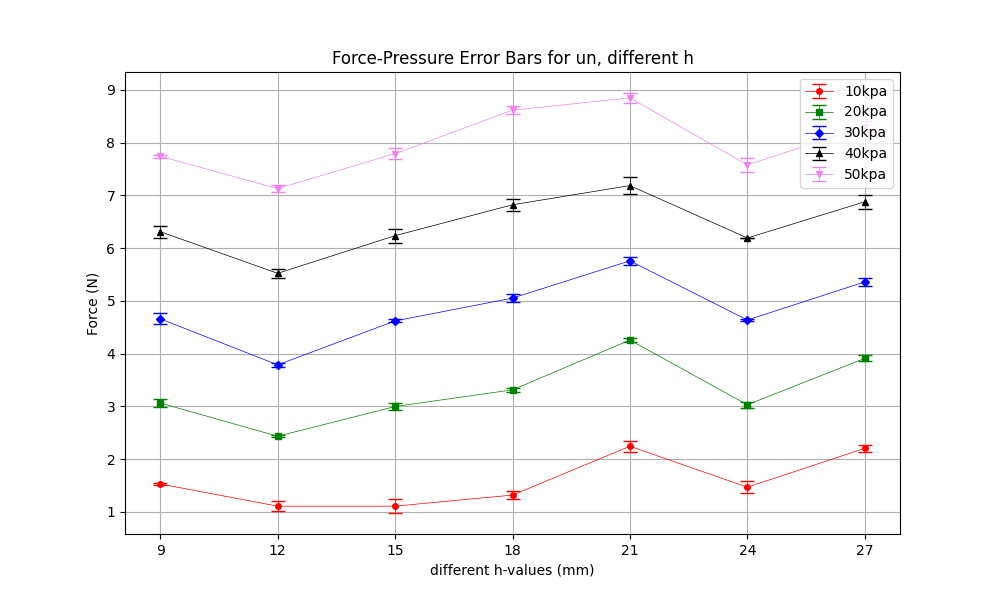 Force-Pressure Error Bars for un, different h
9
8
7
6
5
4
3
2
1
Force (N)
10kpa
20kpa
30kpa
40kpa
50kpa
9 12 15 18 21 24 27
different h-values (mm)